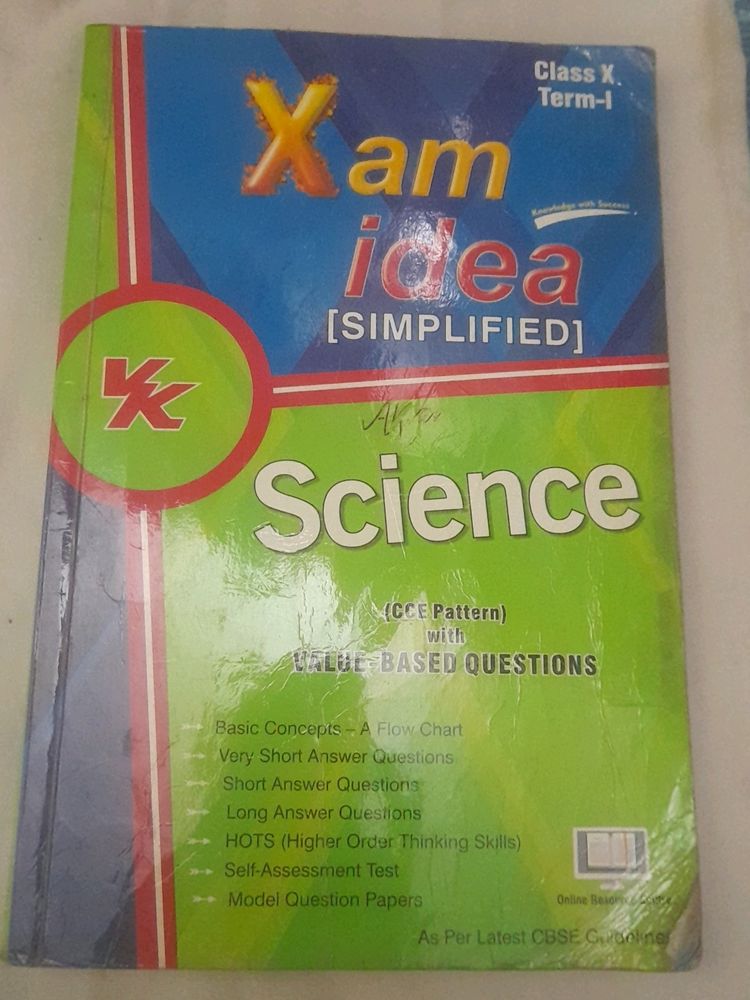 Class X
Term-I
Xam
idea
Knowledge with Success
[SIMPLIFIED]
VK
Science
(CCE Pattern)
with
VALUE-BASED QUESTIONS
Basic Concepts – A Flow Chart
Very Short Answer Questions
Short Answer Questions
Long Answer Questions
HOTS (Higher Order Thinking Skills)
Self-Assessment Test
Model Question Papers
Online Resource Centre
As Per Latest CBSE Guidelines